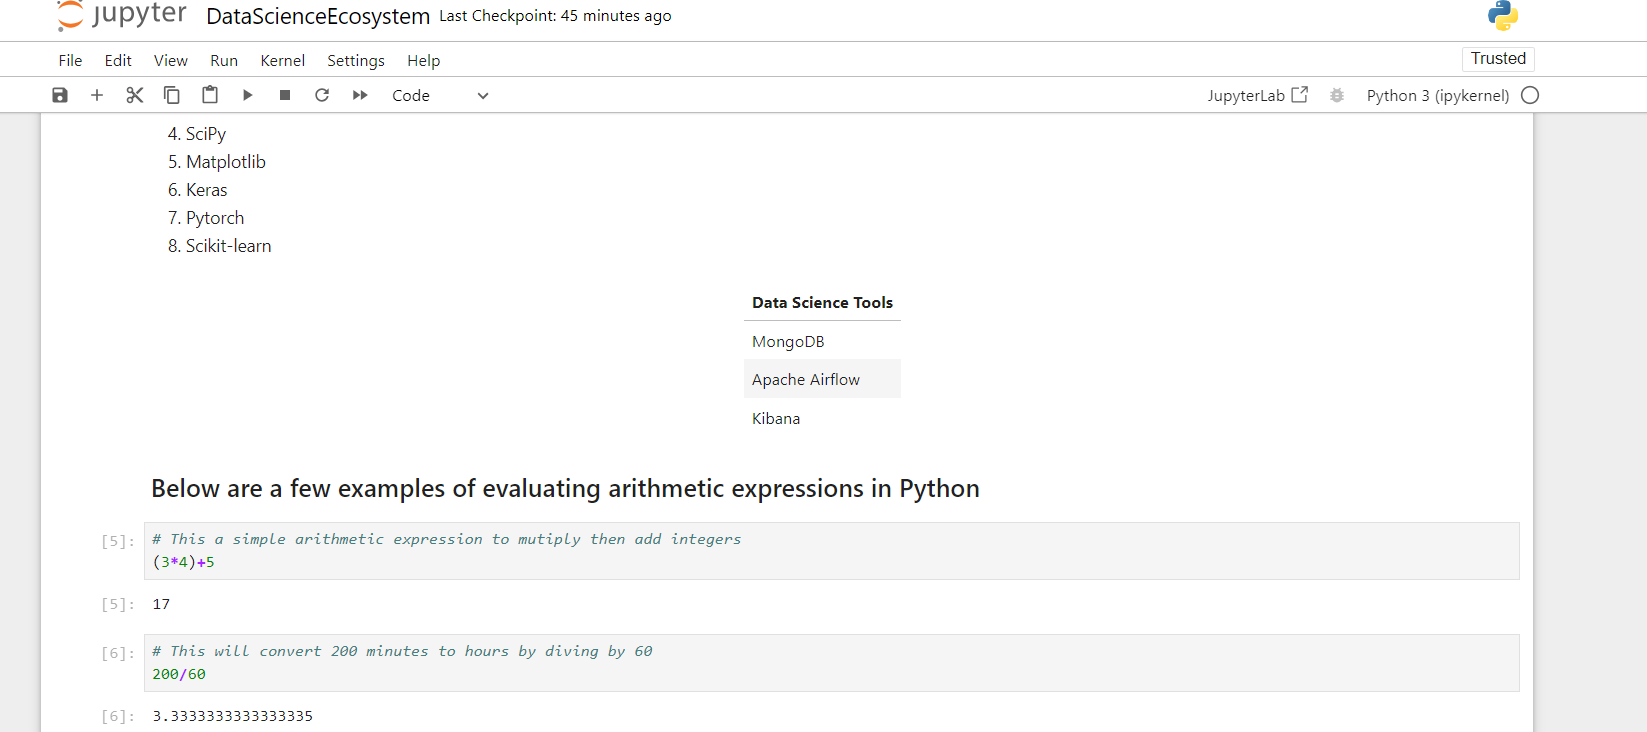 jupyter DataScienceEcosystem Last Checkpoint: 45 minutes ago
File Edit View Run Kernel Settings Help Trusted
Code JupyterLab Python 3 (ipykernel)
4. SciPy
5. Matplotlib
6. Keras
7. Pytorch
8. Scikit-learn
Data Science Tools
MongoDB
Apache Airflow
Kibana
Below are a few examples of evaluating arithmetic expressions in Python
[5]: # This a simple arithmetic expression to mutiply then add integers
(3*4)+5
[5]: 17
[6]: # This will convert 200 minutes to hours by diving by 60
200/60
[6]: 3.3333333333333335